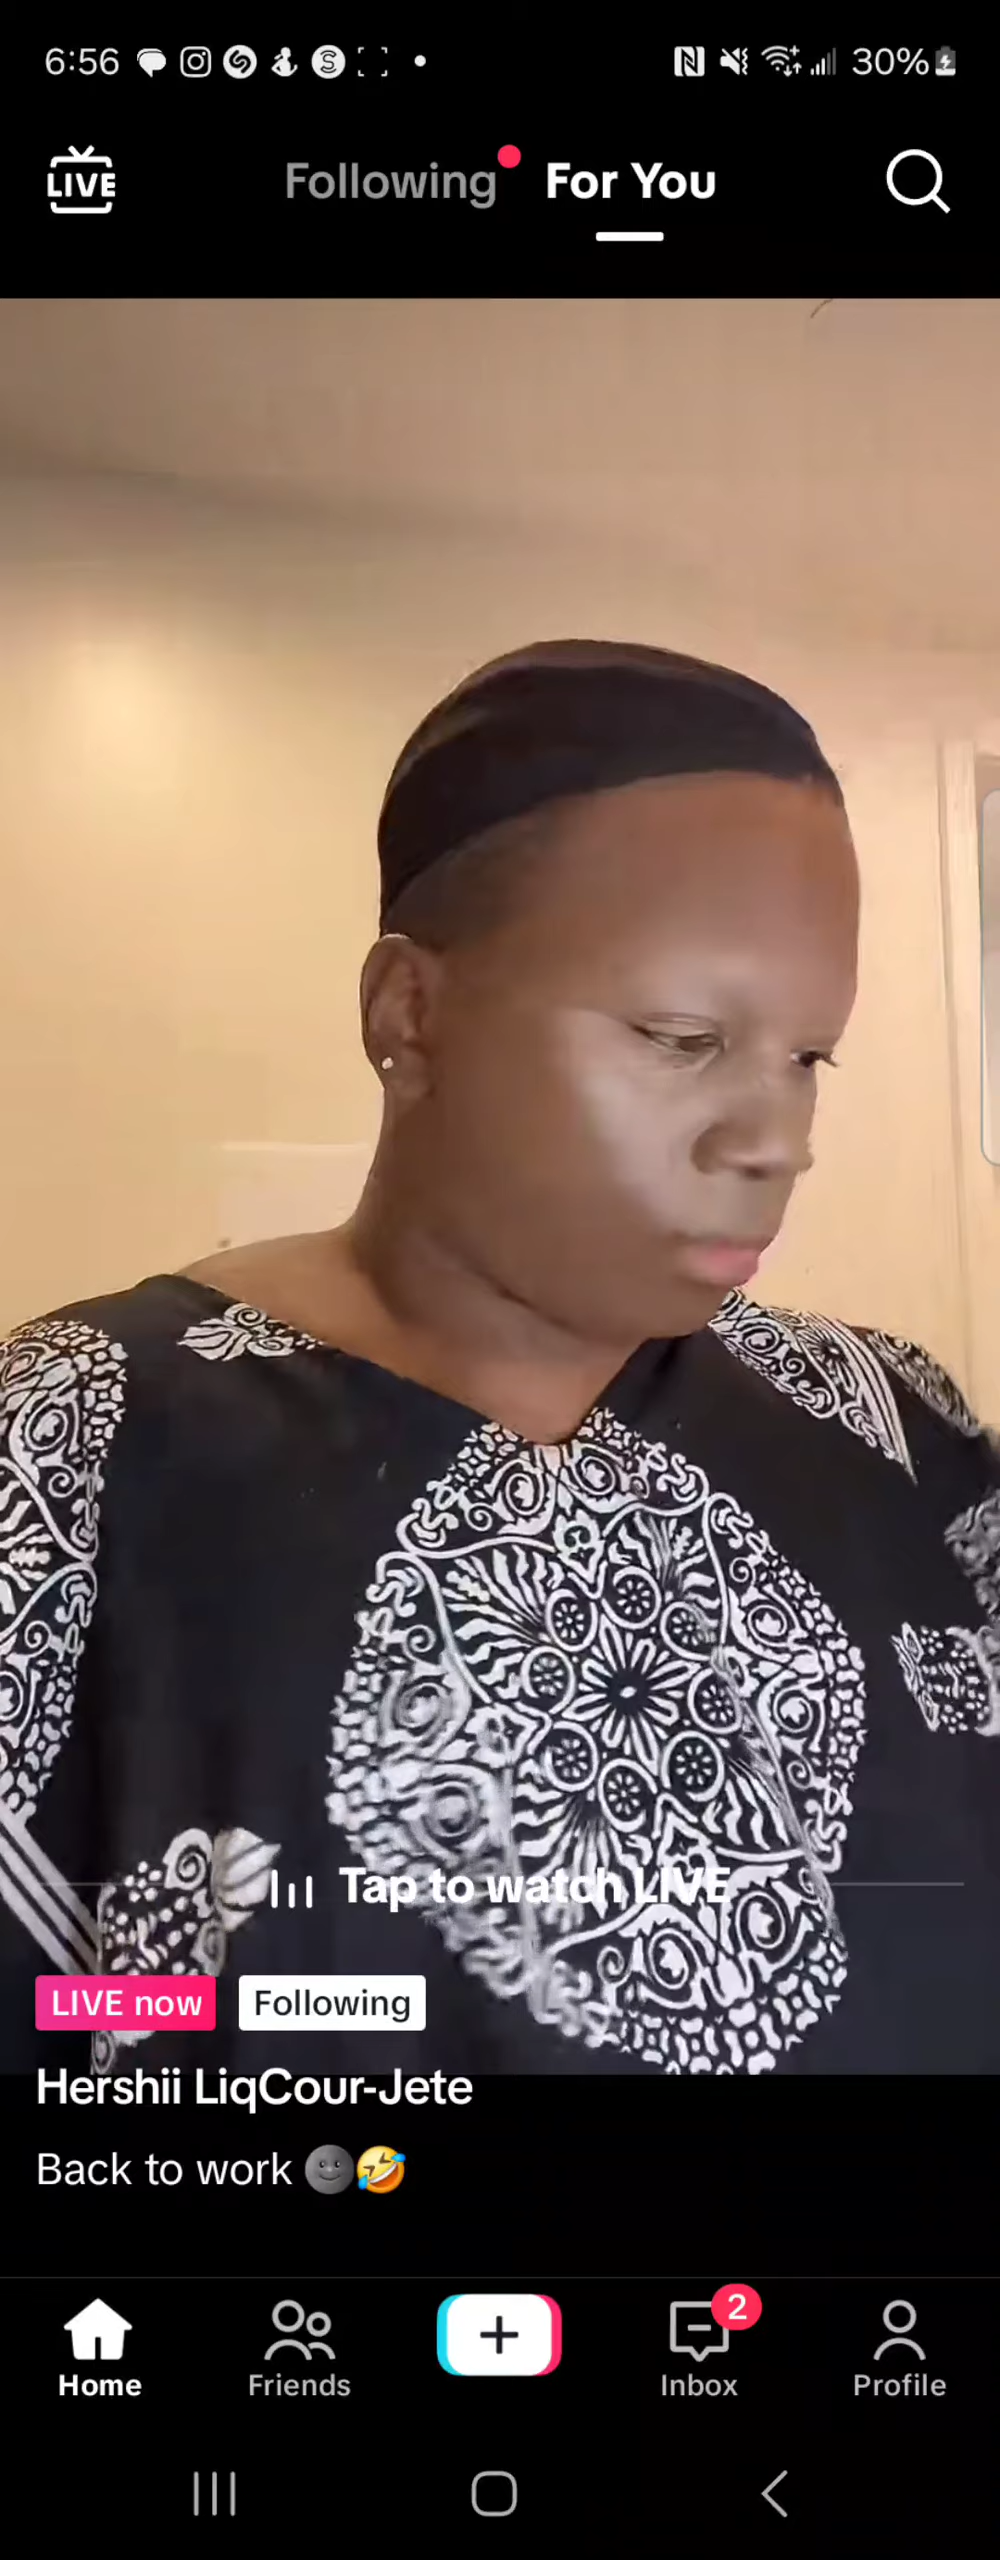 6:56 30%
LIVE Following For You
Tap to watch LIVE
LIVE now Following
Hershii LiqCour-Jete
Back to work 🌚🤣
2
Home Friends Inbox Profile